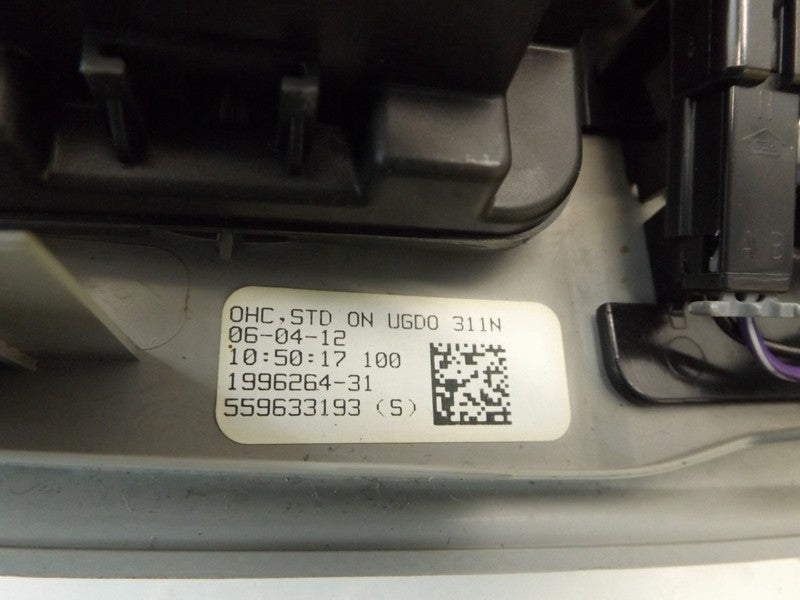 OHC,STD ON UGDO 311N
06-04-12
10:50:17 100
1996264-31
559633193 (S)
A B